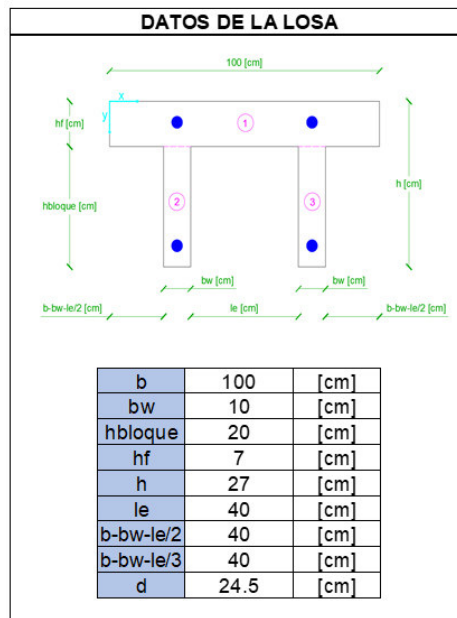 DATOS DE LA LOSA
100 [cm]
x
y
hf [cm]
1
hbloque [cm]
2
3
h [cm]
bw [cm]
bw [cm]
b-bw-le/2 [cm]
le [cm]
b-bw-le/2 [cm]
b 100 [cm]
bw 10 [cm]
hbloque 20 [cm]
hf 7 [cm]
h 27 [cm]
le 40 [cm]
b-bw-le/2 40 [cm]
b-bw-le/3 40 [cm]
d 24.5 [cm]